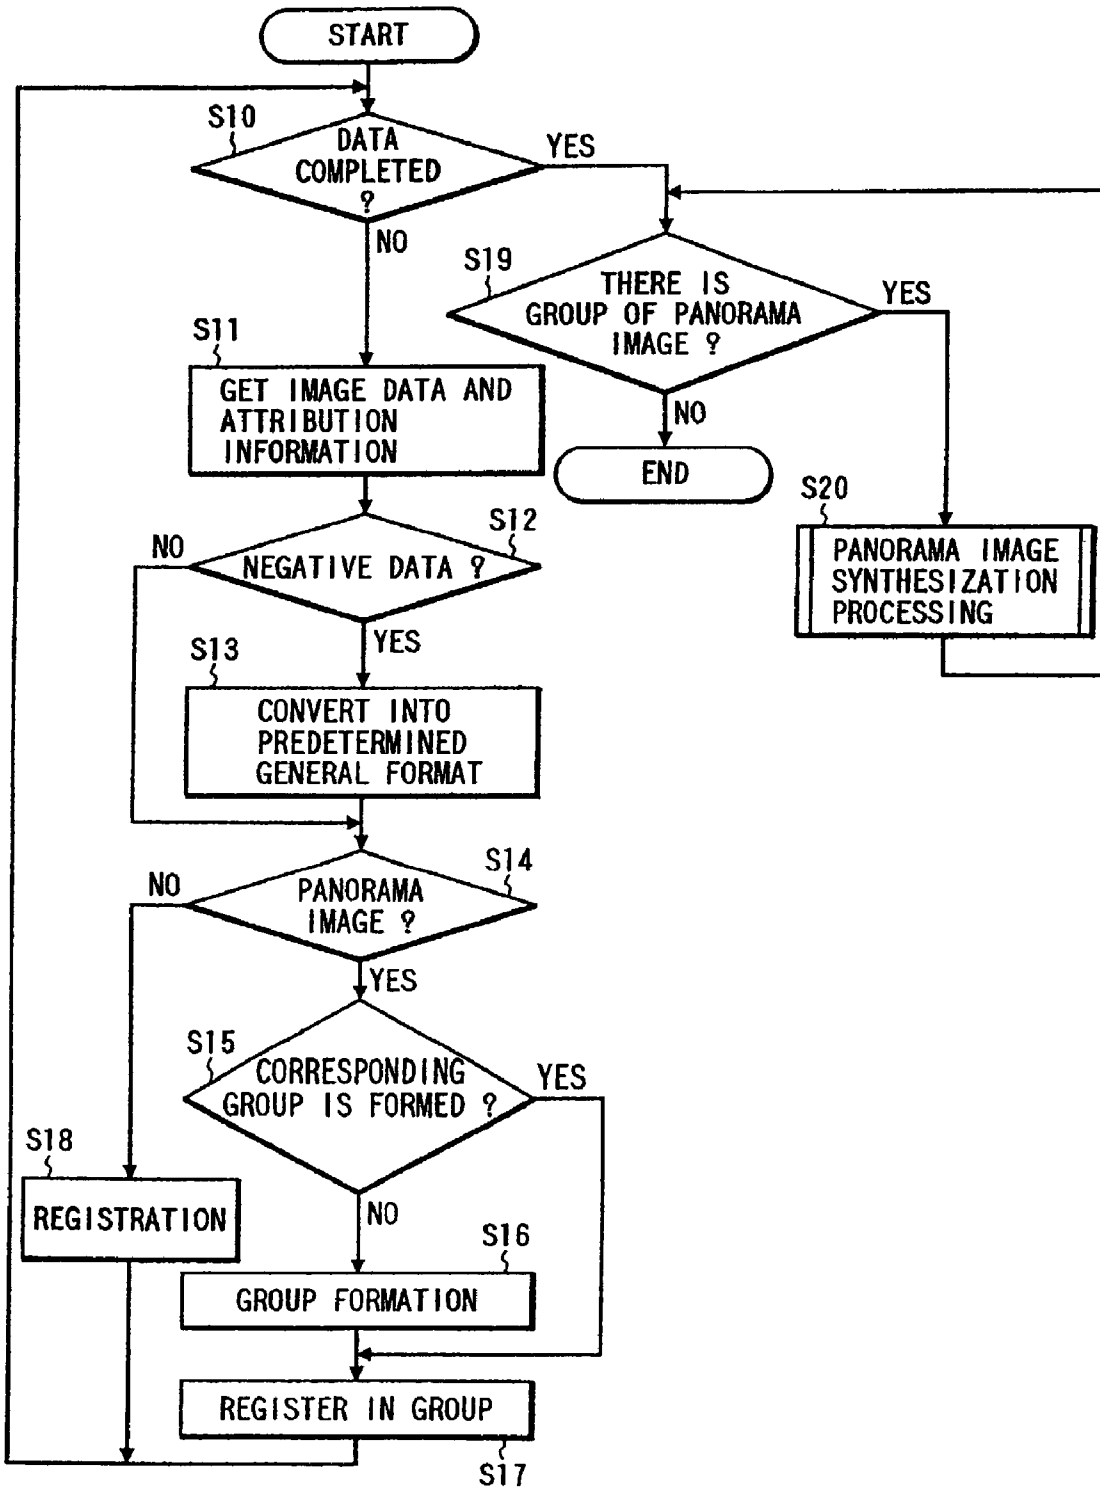 START
S10
DATA
COMPLETED
?
YES
NO
S19
THERE IS
GROUP OF PANORAMA
IMAGE ?
YES
NO
END
S11
GET IMAGE DATA AND
ATTRIBUTION
INFORMATION
S20
PANORAMA IMAGE
SYNTHESIZATION
PROCESSING
S12
NO
NEGATIVE DATA ?
YES
S13
CONVERT INTO
PREDETERMINED
GENERAL FORMAT
S14
NO
PANORAMA
IMAGE ?
YES
S15
CORRESPONDING
GROUP IS FORMED ?
YES
NO
S18
REGISTRATION
S16
GROUP FORMATION
REGISTER IN GROUP
S17